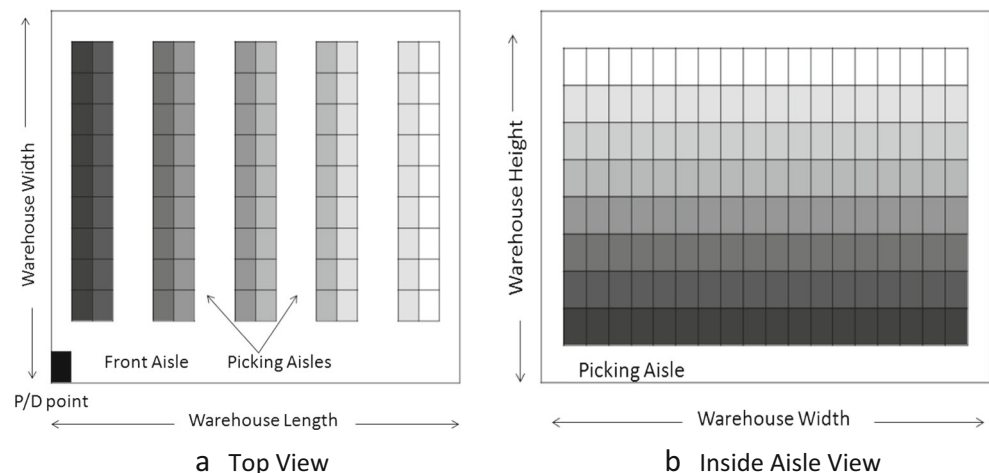 Warehouse Width
Front Aisle
Picking Aisles
P/D point
Warehouse Length
a Top View
Warehouse Height
Picking Aisle
Warehouse Width
b Inside Aisle View